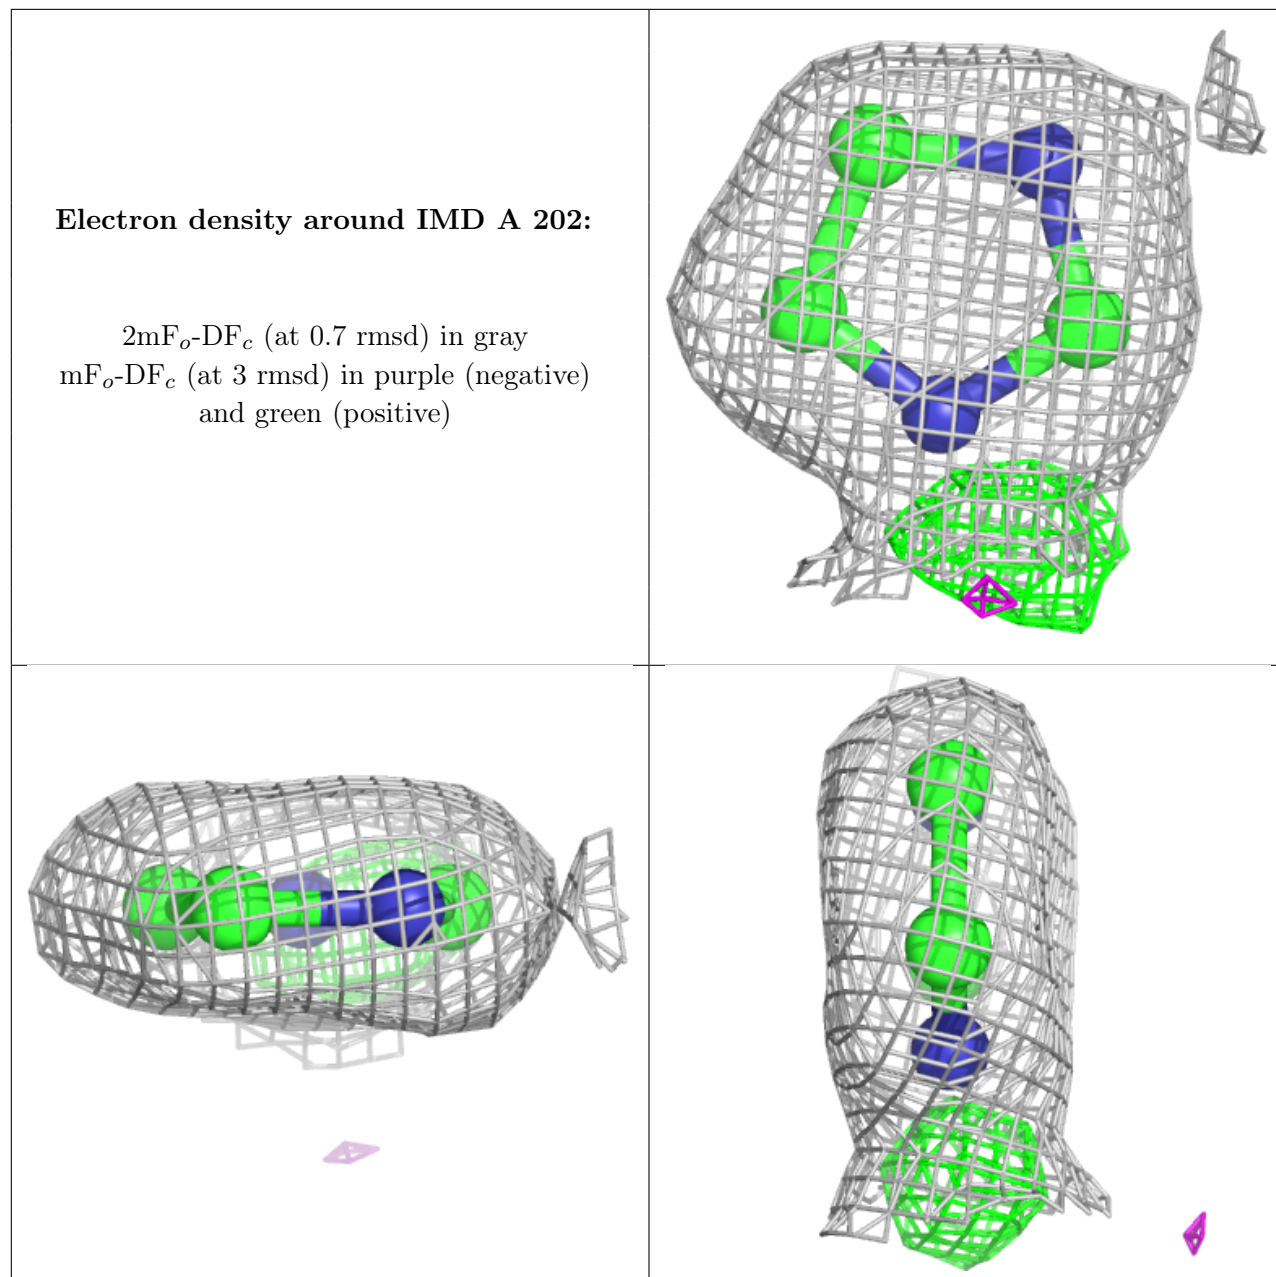 Electron density around IMD A 202:
2mFo-DFc (at 0.7 rmsd) in gray
mFo-DFc (at 3 rmsd) in purple (negative)
and green (positive)